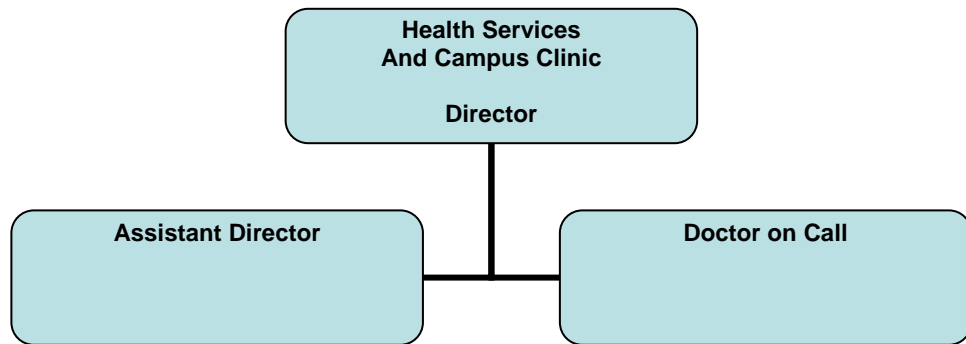 Health Services
And Campus Clinic
Director
Assistant Director
Doctor on Call